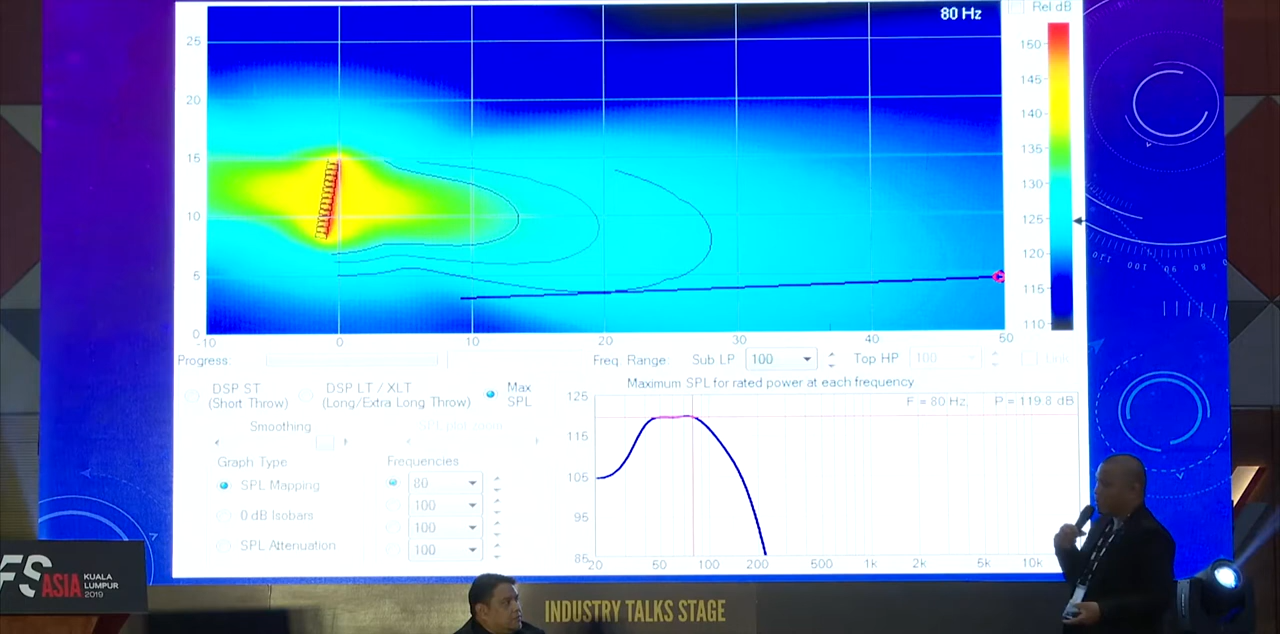 80 Hz
Rel dB
25
20
15
10
5
0
-10 0 10 20 30 40 50
150
145
140
135
130
125
120
115
110
Progress:
Freq. Range: Sub LP 100 Top HP 100
DSP ST
(Short Throw)
DSP LT / XLT
(Long/Extra Long Throw)
Max
SPL
Smoothing
Graph Type
SPL Mapping
0 dB Isobars
SPL Attenuation
Frequencies
80
100
100
100
Maximum SPL for rated power at each frequency
F = 80 Hz, P = 119.8 dB
125
115
105
95
85
20 50 100 200 500 1k 2k 5k 10k
120 100 90 80
FS ASIA
KUALA
LUMPUR
2019
INDUSTRY TALKS STAGE